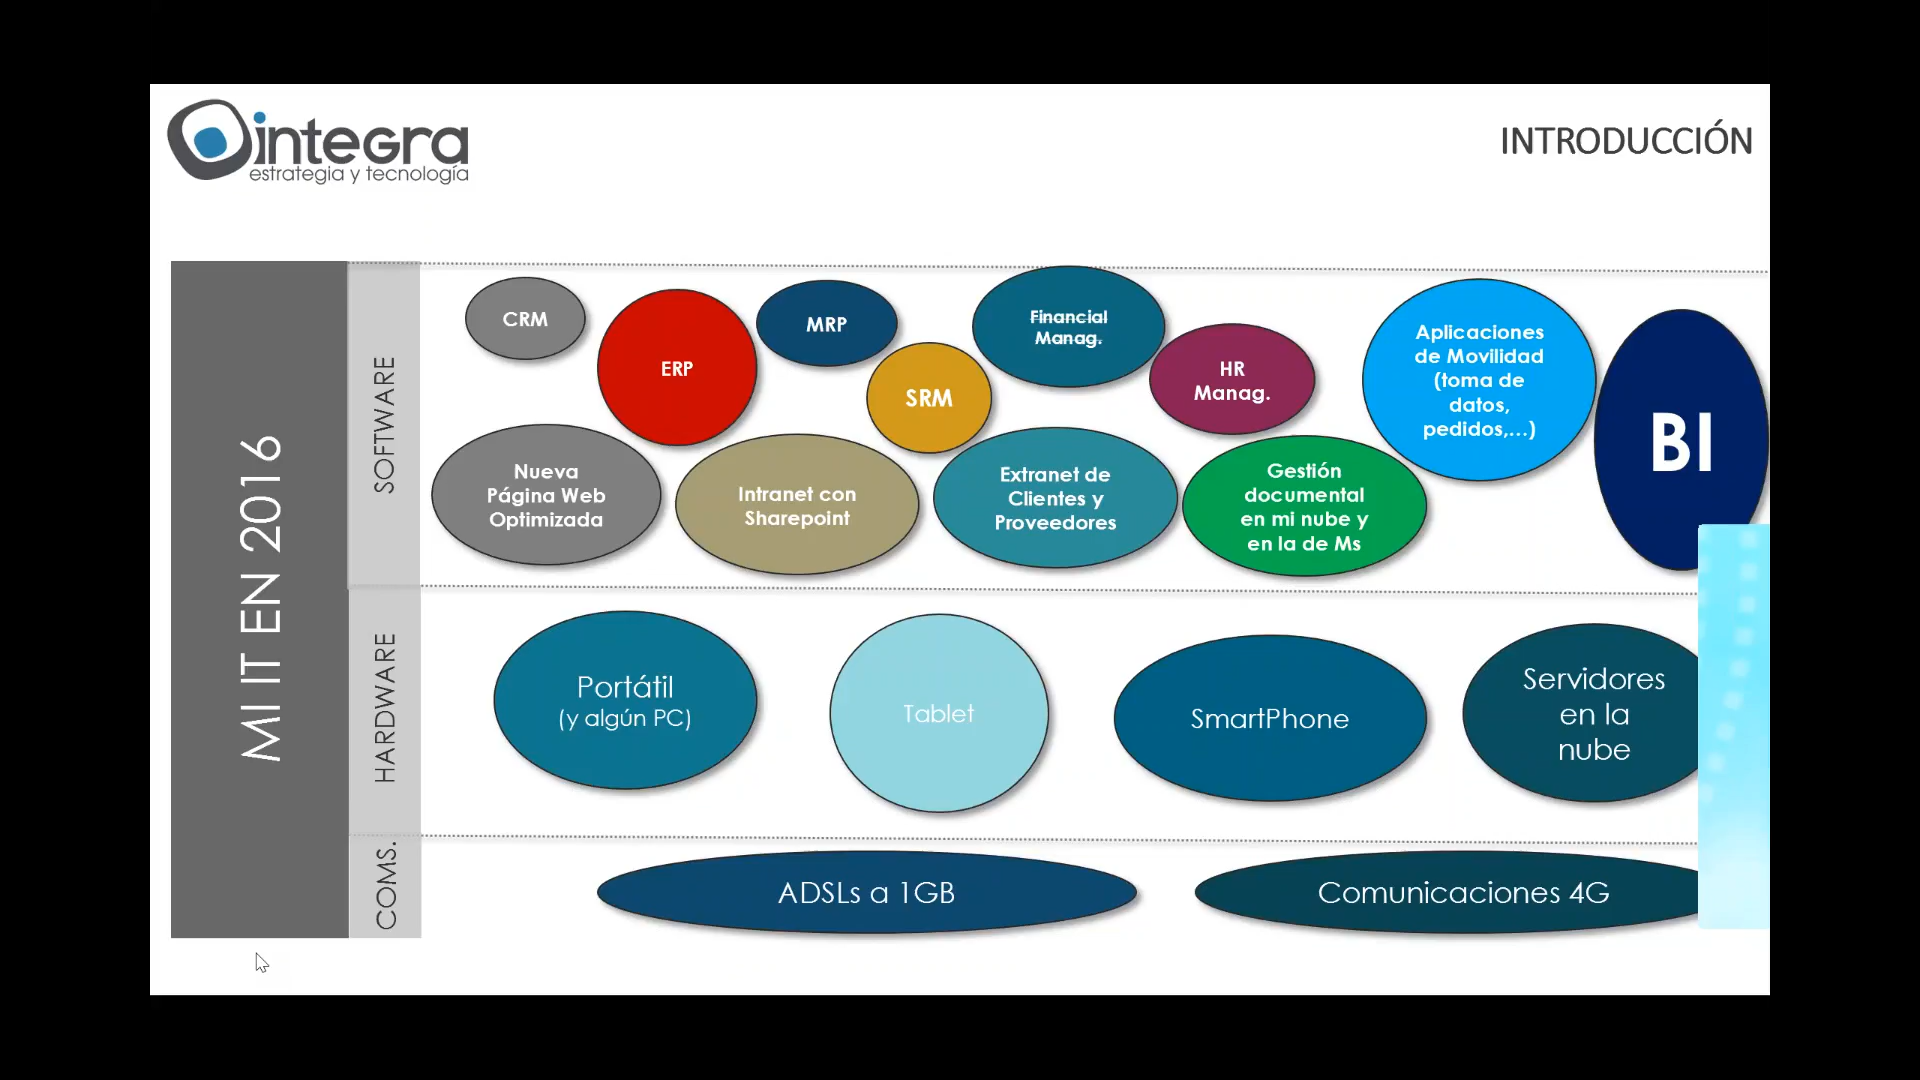 integra
estrategia y tecnología
INTRODUCCIÓN
MI IT EN 2016
SOFTWARE
CRM
ERP
MRP
SRM
Financial
Manag.
HR
Manag.
Aplicaciones
de Movilidad
(toma de
datos,
pedidos,...)
BI
Nueva
Página Web
Optimizada
Intranet con
Sharepoint
Extranet de
Clientes y
Proveedores
Gestión
documental
en mi nube y
en la de Ms
HARDWARE
Portátil
(y algún PC)
Tablet
SmartPhone
Servidores
en la
nube
COMS.
ADSLs a 1GB
Comunicaciones 4G